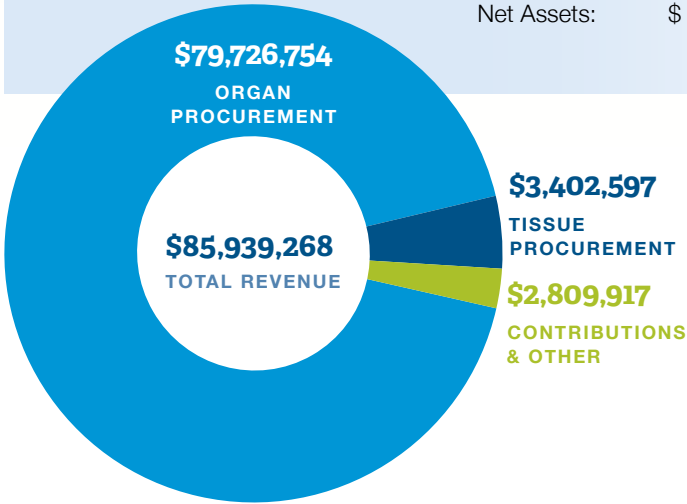 Net Assets: $
$79,726,754
ORGAN
PROCUREMENT
$3,402,597
TISSUE
PROCUREMENT
$85,939,268
TOTAL REVENUE
$2,809,917
CONTRIBUTIONS
& OTHER